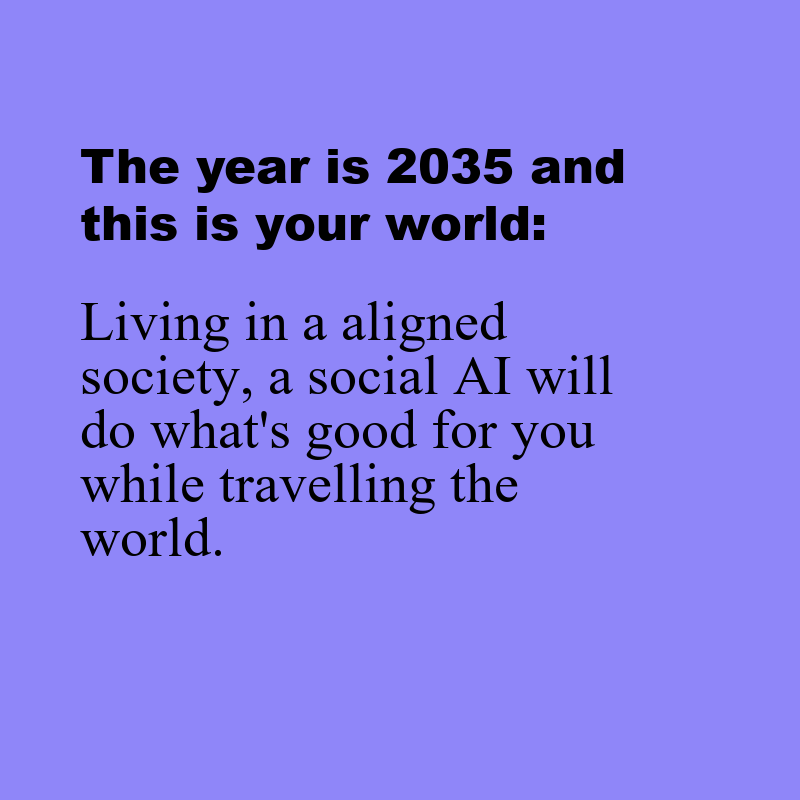 The year is 2035 and
this is your world:
Living in a aligned
society, a social AI will
do what's good for you
while travelling the
world.